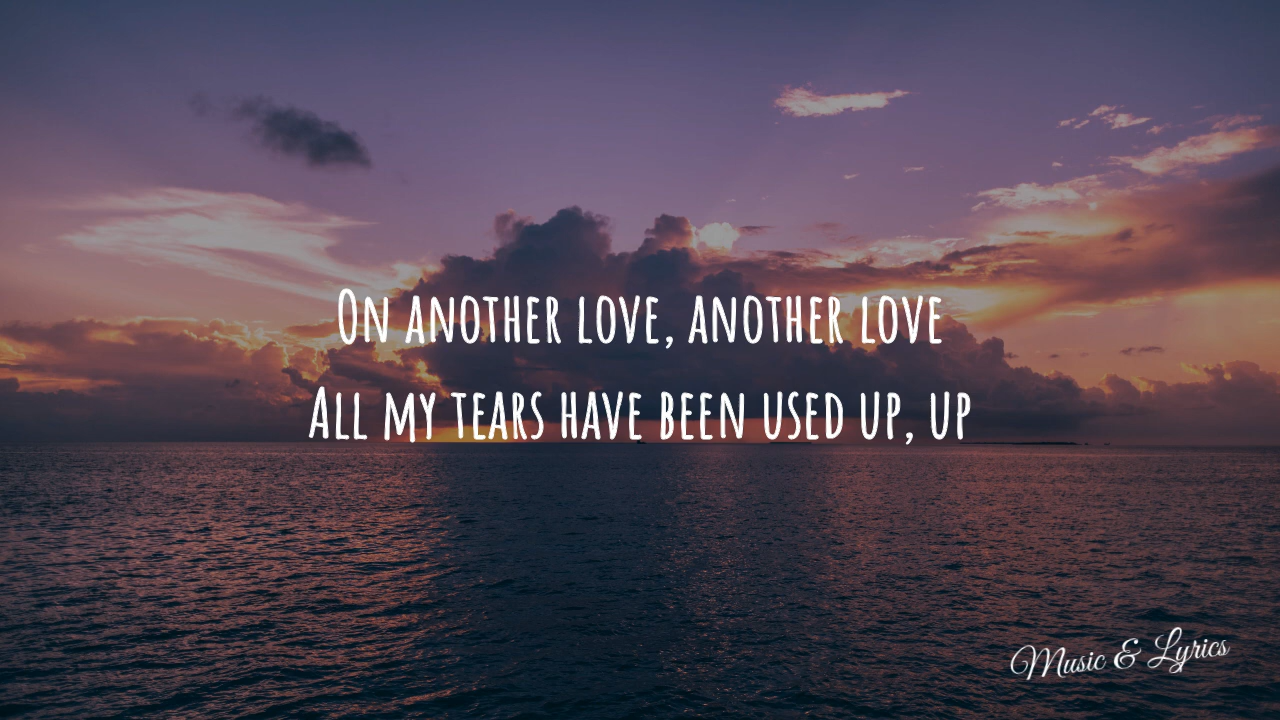 On another love, another love
All my tears have been used up, up
Music & Lyrics